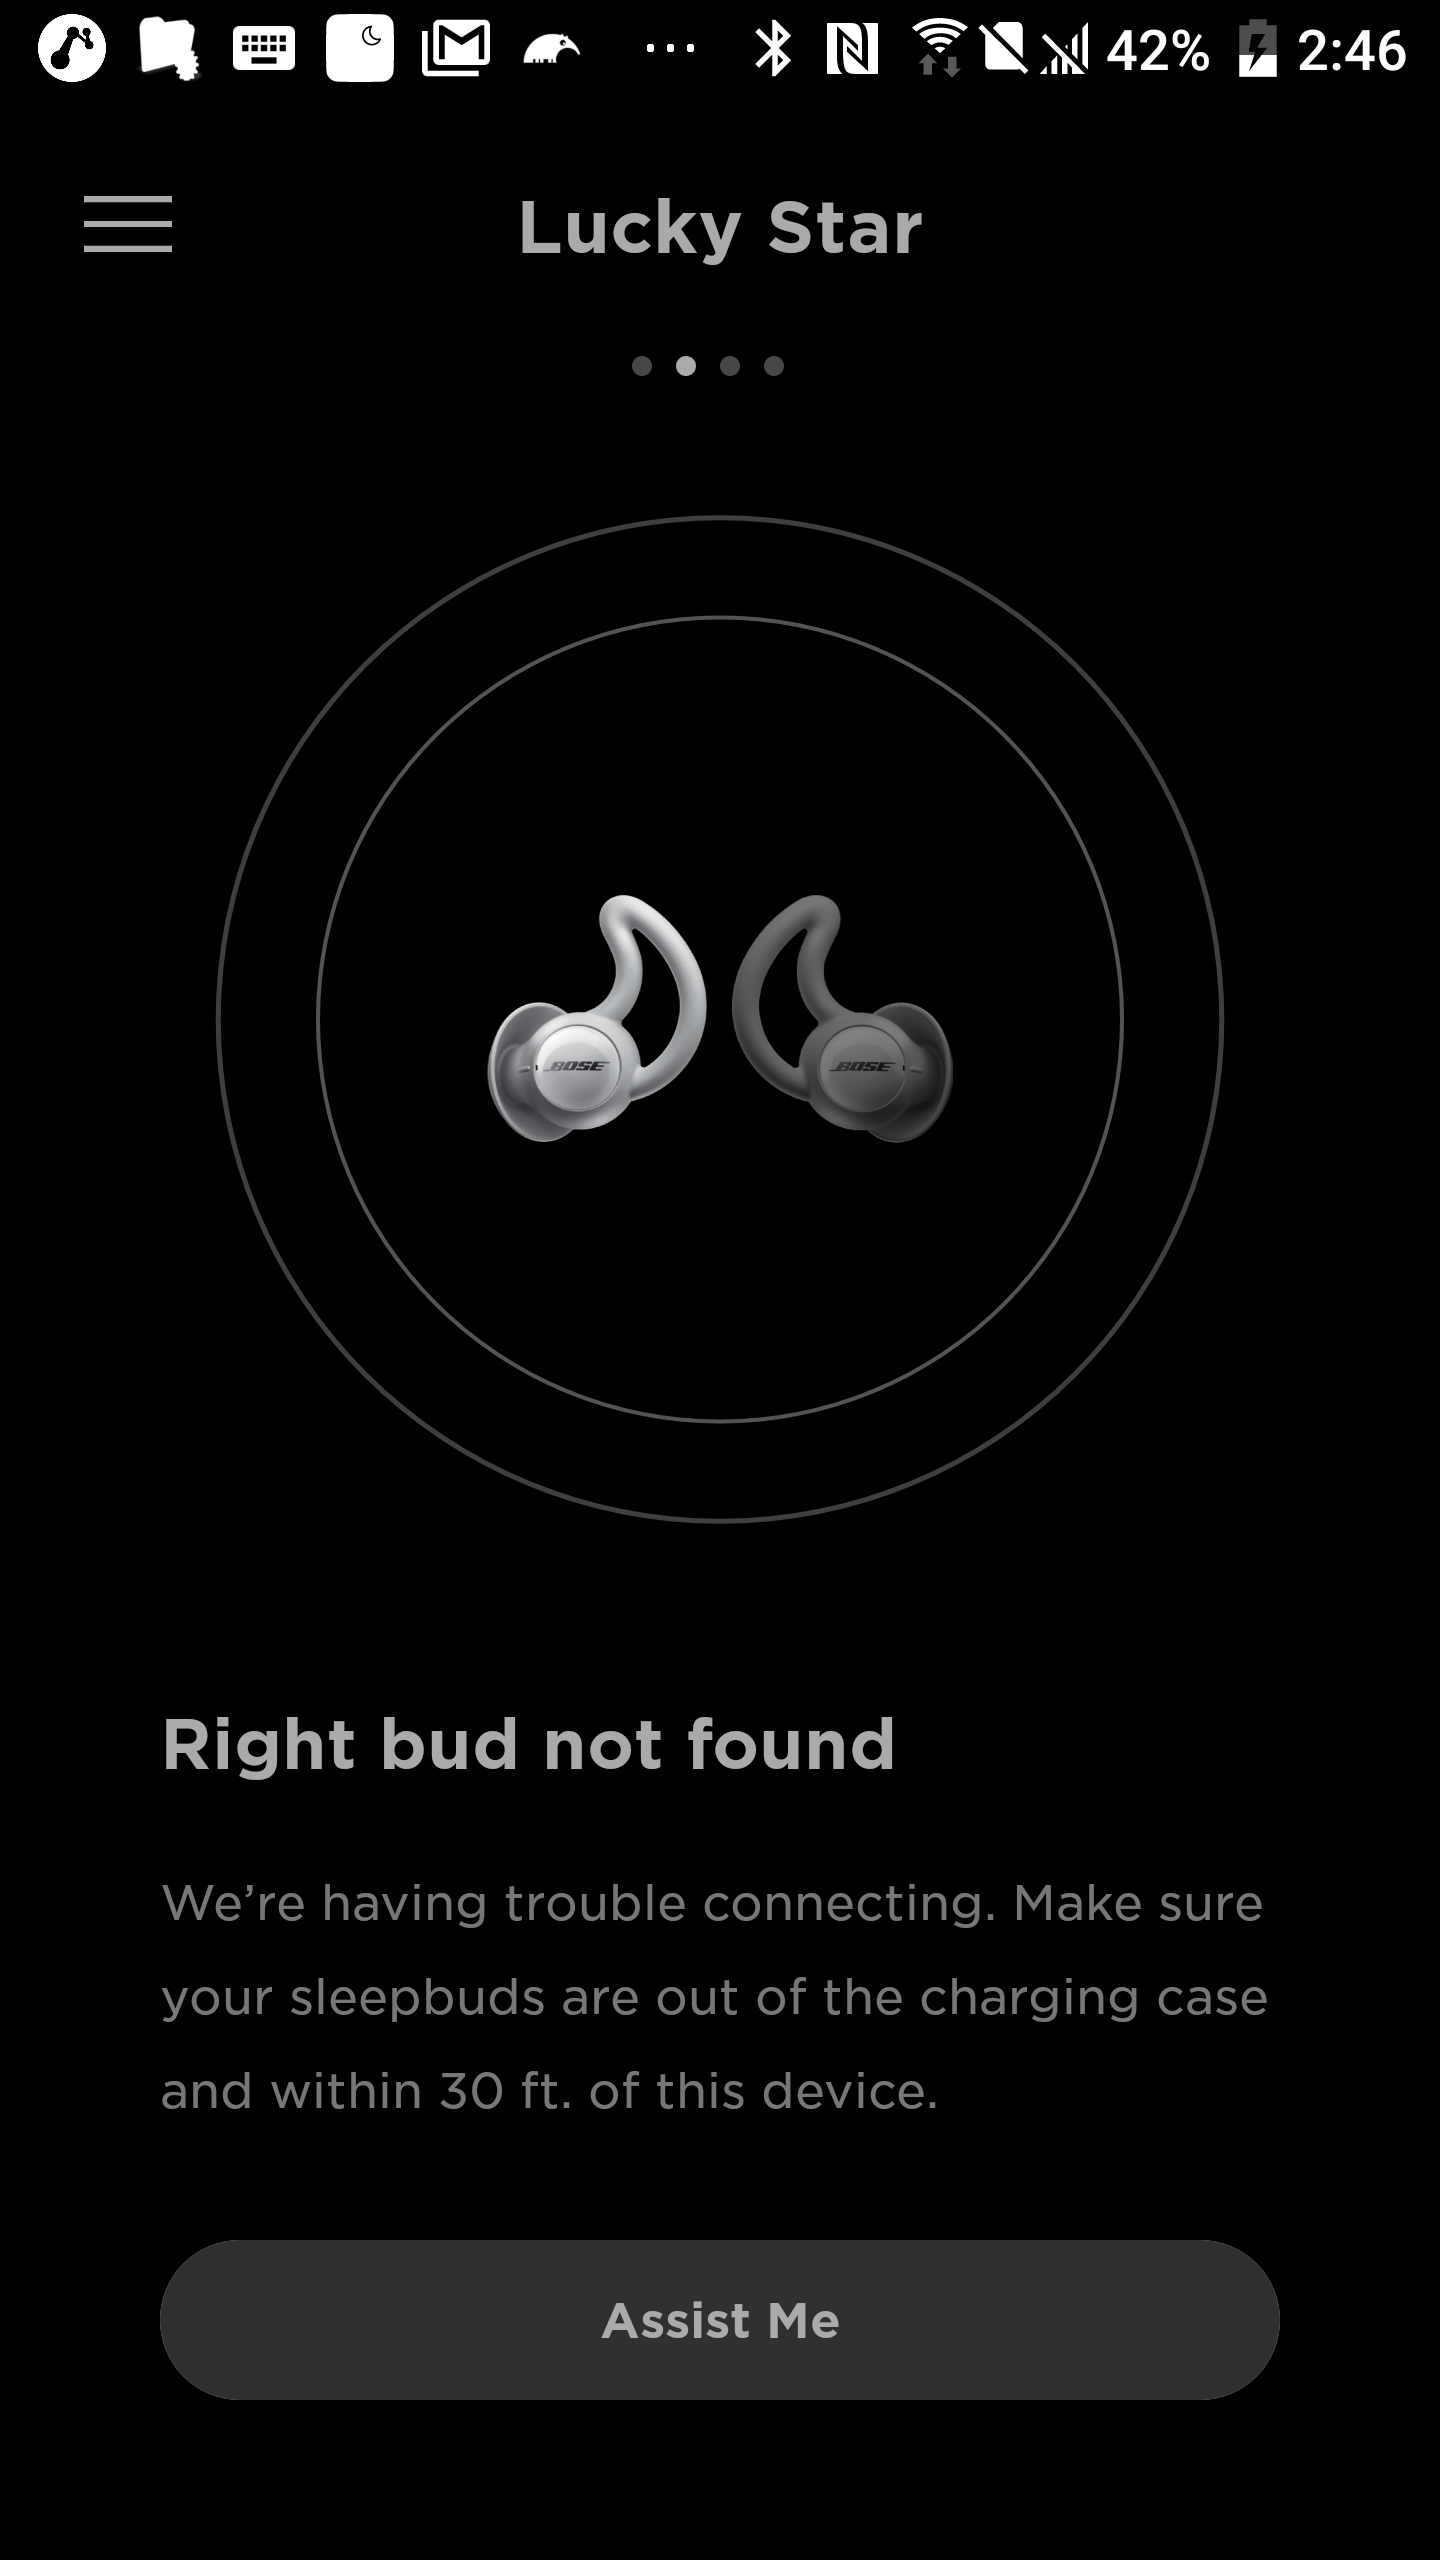 42% 2:46
Lucky Star
BOSE BOSE
Right bud not found
We’re having trouble connecting. Make sure
your sleepbuds are out of the charging case
and within 30 ft. of this device.
Assist Me